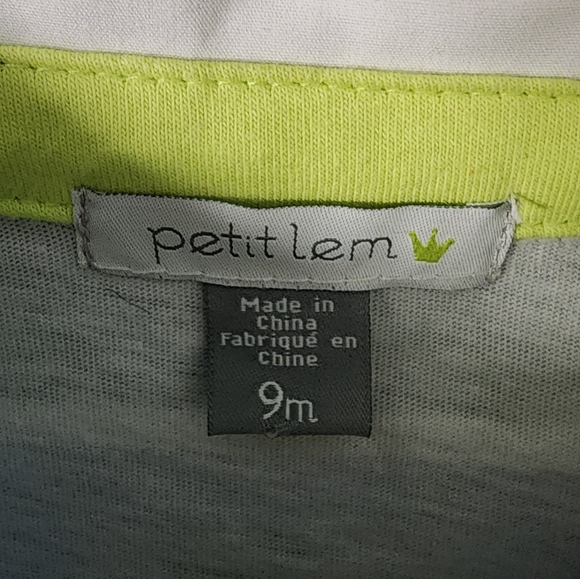 petit lem
Made in
China
Fabriqué en
Chine
9m